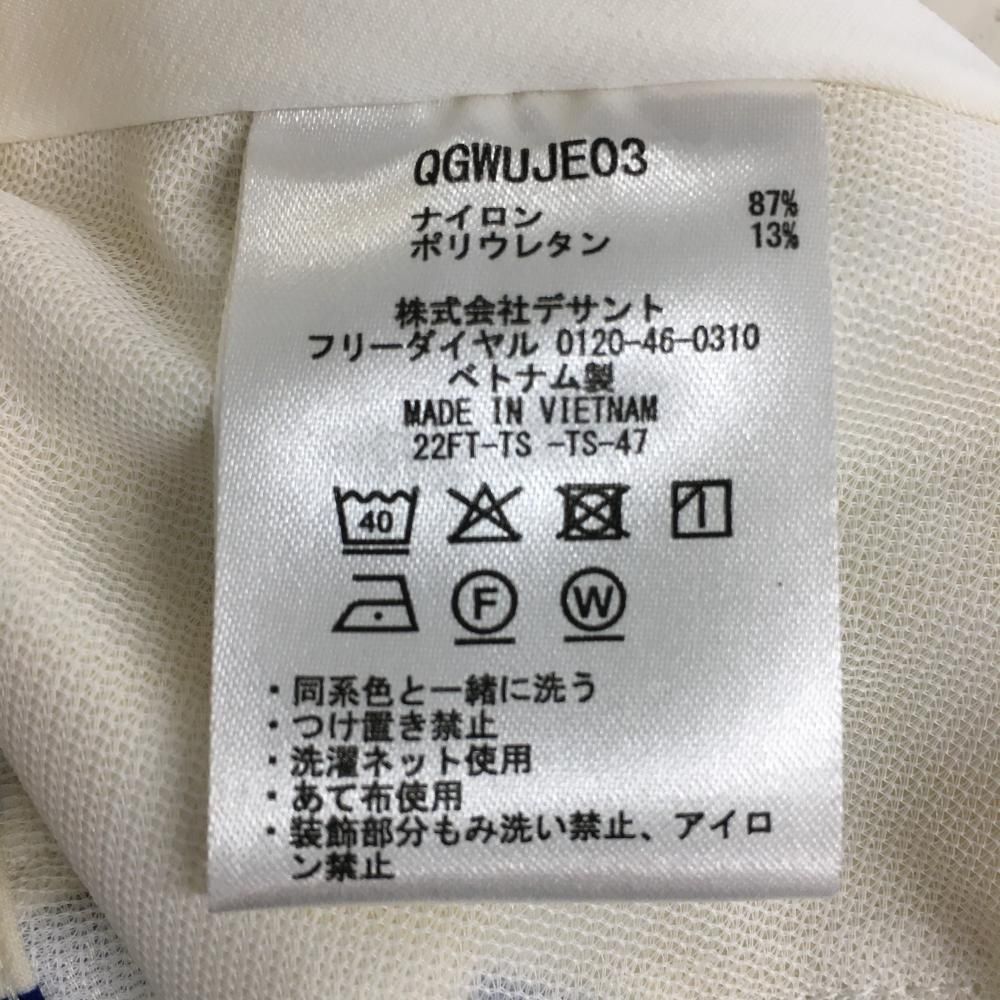 QGWUJE03
ナイロン 87%
ポリウレタン 13%
株式会社デサント
フリーダイヤル 0120-46-0310
ベトナム製
MADE IN VIETNAM
22FT-TS -TS-47
40
F W
・同系色と一緒に洗う
・つけ置き禁止
・洗濯ネット使用
・あて布使用
・装飾部分もみ洗い禁止、アイロ
ン禁止